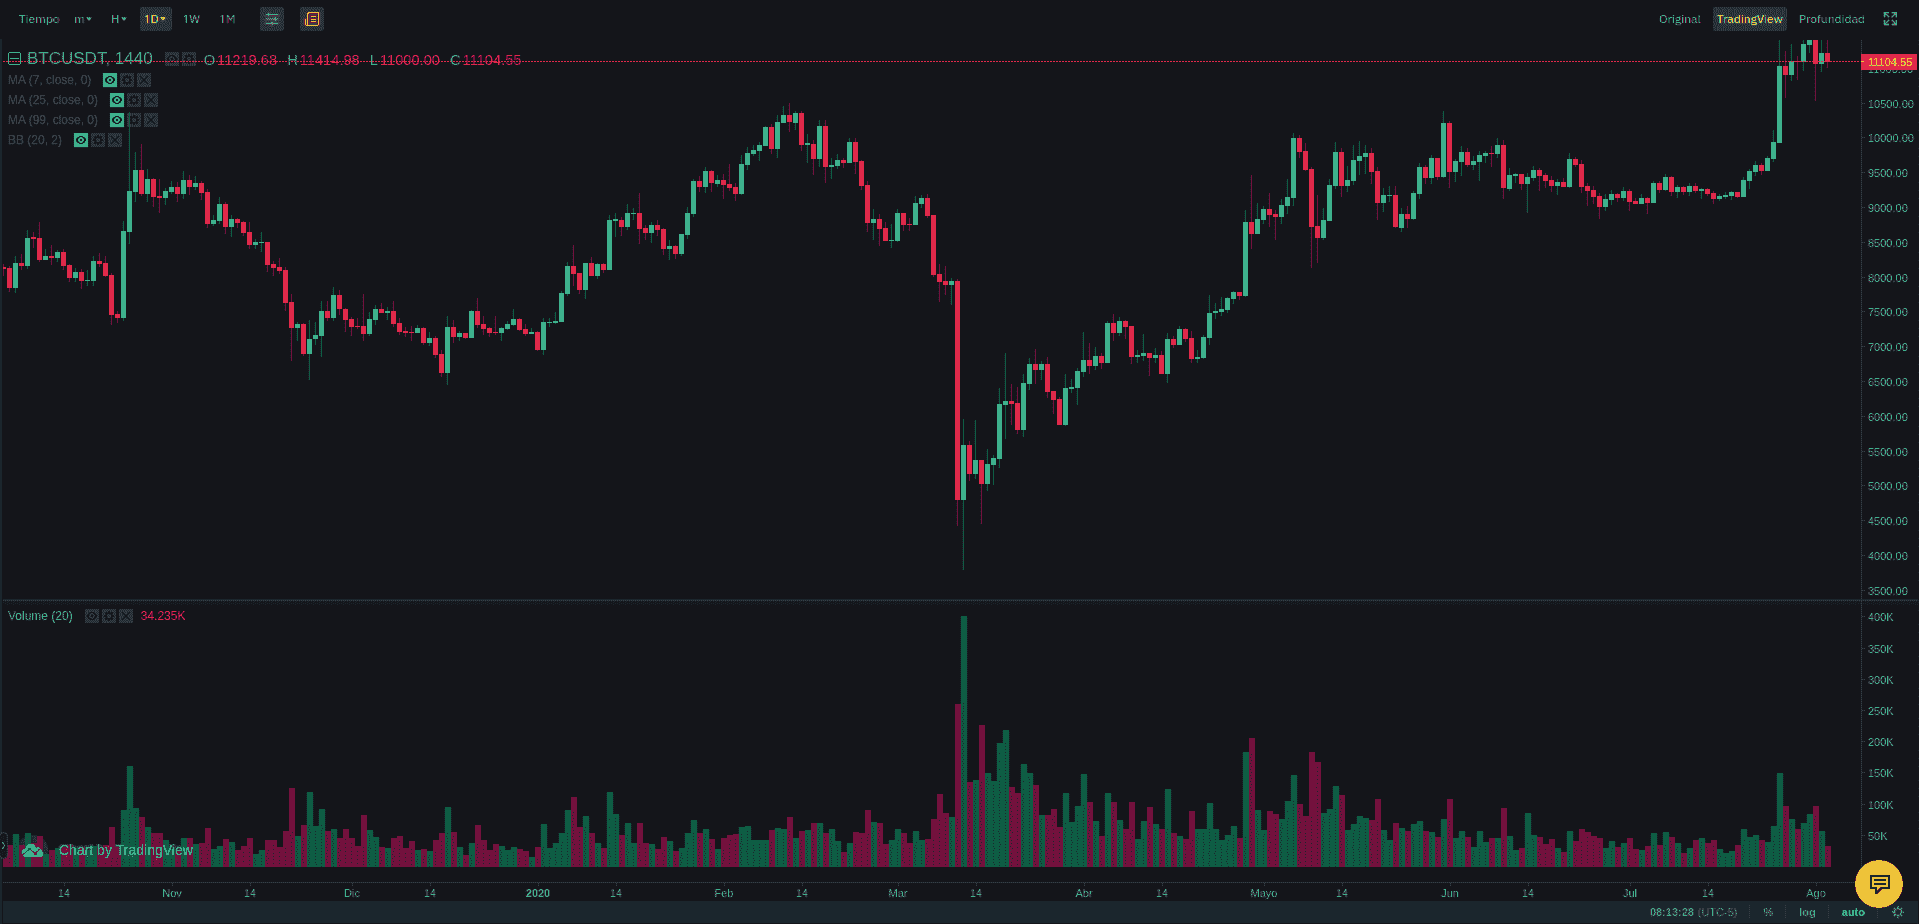 Tiempo m H 1D 1W 1M Original TradingView Profundidad
BTCUSDT, 1440 O 11219.68 H 11414.98 L 11000.00 C 11104.55
11104.55
MA (7, close, 0)
MA (25, close, 0)
MA (99, close, 0)
BB (20, 2)
11000.00
10500.00
10000.00
9500.00
9000.00
8500.00
8000.00
7500.00
7000.00
6500.00
6000.00
5500.00
5000.00
4500.00
4000.00
3500.00
Volume (20) 34.235K
400K
350K
300K
250K
200K
150K
100K
50K
Chart by TradingView
14 Nov 14 Dic 14 2020 14 Feb 14 Mar 14 Abr 14 Mayo 14 Jun 14 Jul 14 Ago
08:13:28 (UTC-5) % log auto